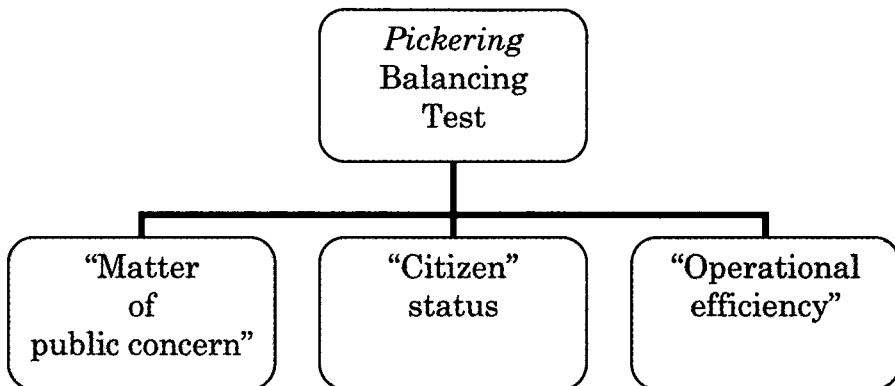 Pickering
Balancing
Test
“Matter
of
public concern”
“Citizen”
status
“Operational
efficiency”